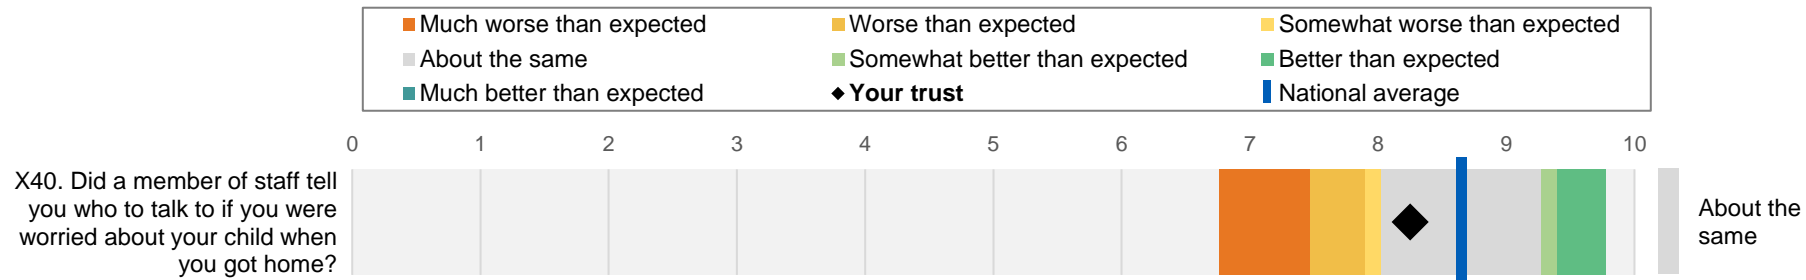 Much worse than expected
Worse than expected
Somewhat worse than expected
About the same
Somewhat better than expected
Better than expected
Much better than expected
Your trust
National average
0 1 2 3 4 5 6 7 8 9 10
X40. Did a member of staff tell
you who to talk to if you were
worried about your child when
you got home?
About the
same